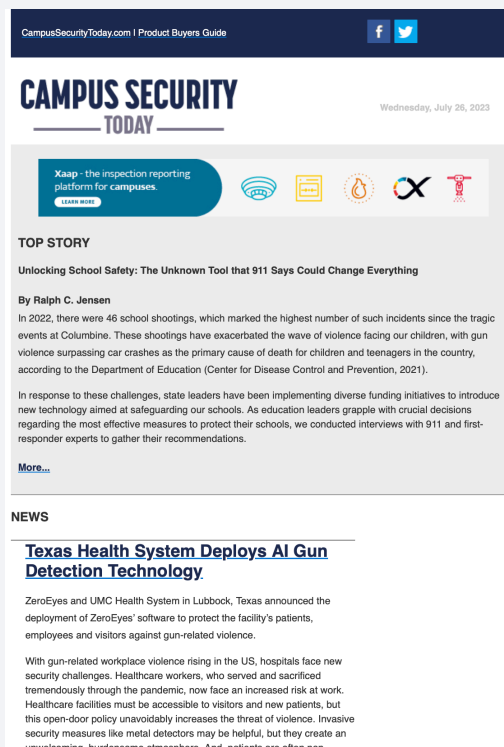 CampusSecurityToday.com I Product Buyers Guide
CAMPUS SECURITY
TODAY
Wednesday, July 26, 2023
Xaap - the inspection reporting
platform for campuses.
LEARN MORE
TOP STORY
Unlocking School Safety: The Unknown Tool that 911 Says Could Change Everything
By Ralph C. Jensen
In 2022, there were 46 school shootings, which marked the highest number of such incidents since the tragic
events at Columbine. These shootings have exacerbated the wave of violence facing our children, with gun
violence surpassing car crashes as the primary cause of death for children and teenagers in the country,
according to the Department of Education (Center for Disease Control and Prevention, 2021).
In response to these challenges, state leaders have been implementing diverse funding initiatives to introduce
new technology aimed at safeguarding our schools. As education leaders grapple with crucial decisions
regarding the most effective measures to protect their schools, we conducted interviews with 911 and first-
responder experts to gather their recommendations.
More...
NEWS
Texas Health System Deploys AI Gun
Detection Technology
ZeroEyes and UMC Health System in Lubbock, Texas announced the
deployment of ZeroEyes' software to protect the facility's patients,
employees and visitors against gun-related violence.
With gun-related workplace violence rising in the US, hospitals face new
security challenges. Healthcare workers, who served and sacrificed
tremendously through the pandemic, now face an increased risk at work.
Healthcare facilities must be accessible to visitors and new patients, but
this open-door policy unavoidably increases the threat of violence. Invasive
security measures like metal detectors may be helpful, but they create an
unwelcoming, burdensome atmosphere. And, patients are often non-